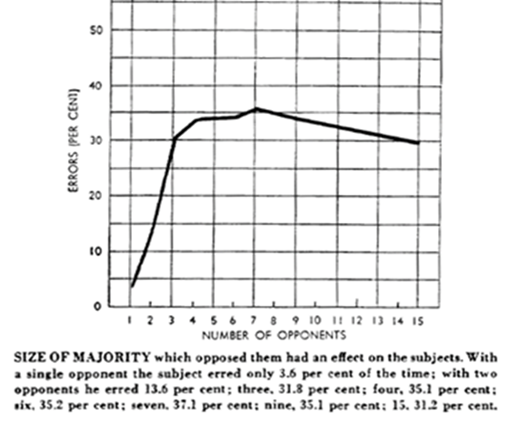 50
40
30
20
10
0
ERRORS [PER CENT]
1 2 3 4 5 6 7 8 9 10 11 12 13 14 15
NUMBER OF OPPONENTS
SIZE OF MAJORITY which opposed them had an effect on the subjects. With
a single opponent the subject erred only 3.6 per cent of the time; with two
opponents he erred 13.6 per cent; three, 31.8 per cent; four, 35.1 per cent;
six, 35.2 per cent; seven, 37.1 per cent; nine, 35.1 per cent; 15, 31.2 per cent.